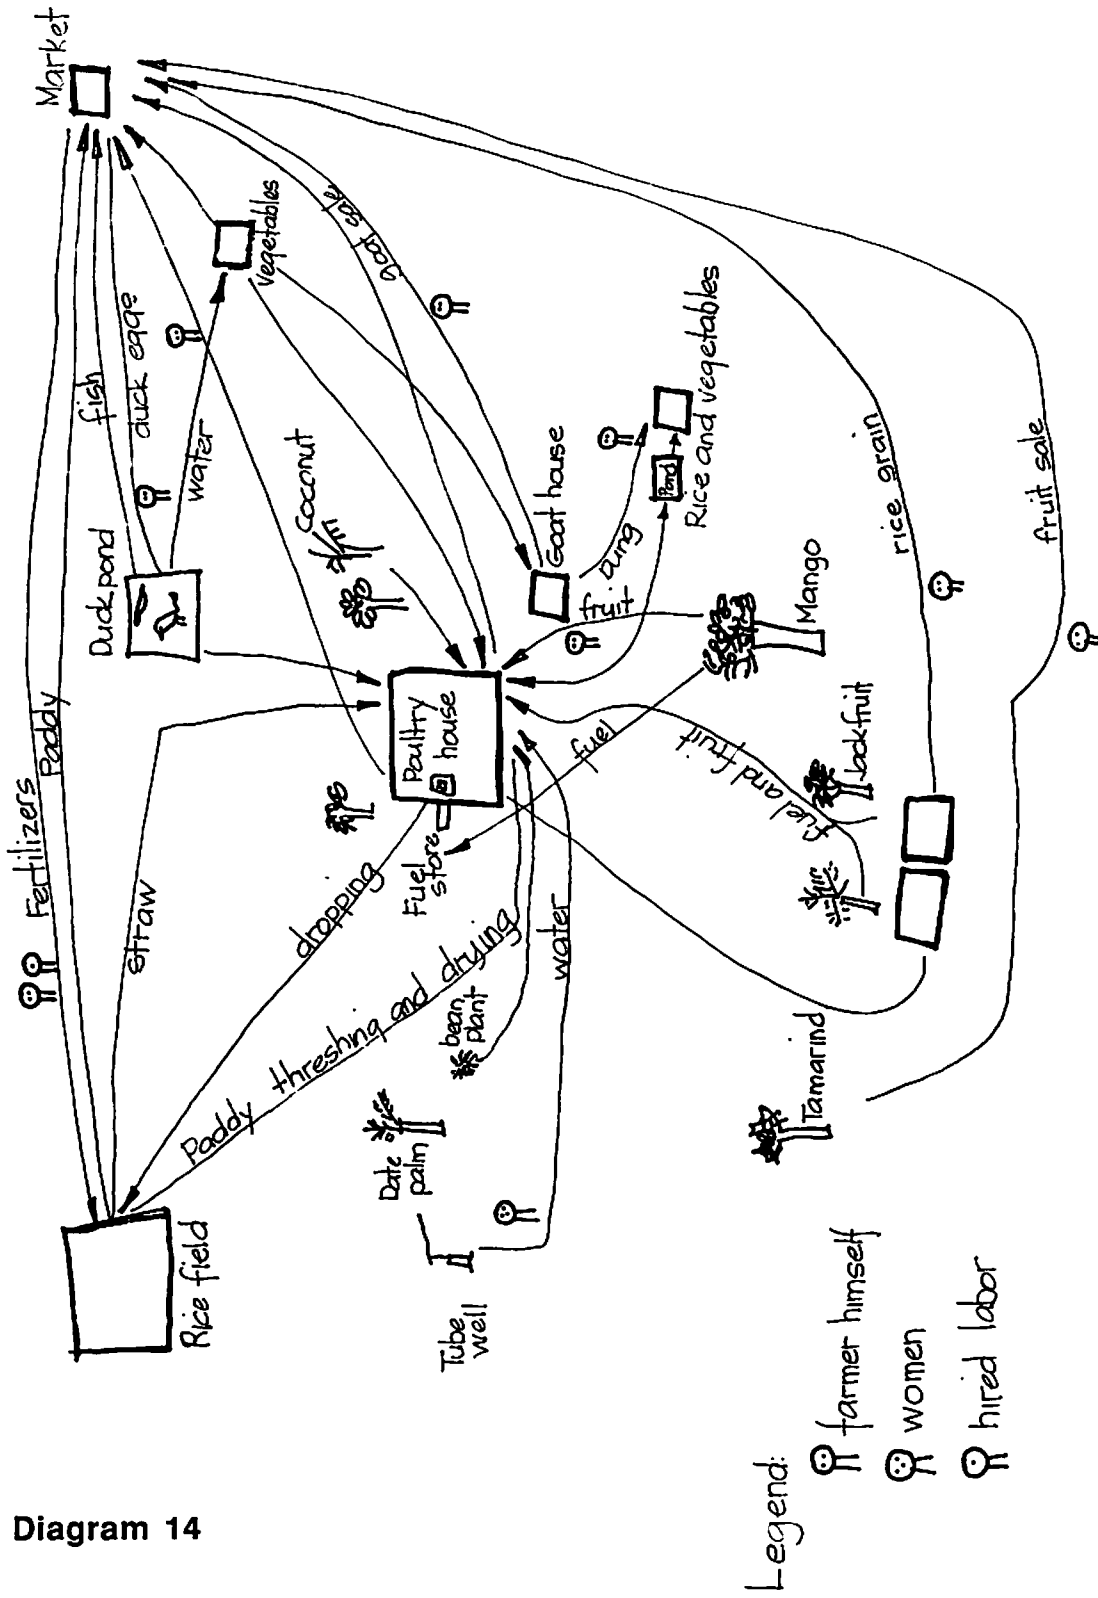 Market
Fertilizers
Paddy
fish
duck eggs
water
Duckpond
Vegetables
goat sale
Coconut
straw
Rice field
dropping
Paddy threshing and drying
Poultry
house
Fuel
store
Goat house
Dung
fruit
Pond
Rice and vegetables
fuel
Mango
fuel and fruit
Jackfruit
rice grain
fruit sale
bean
plant
water
Date
palm
Tube
well
Tamarind
Legend:
farmer himself
women
hired labor
Diagram 14